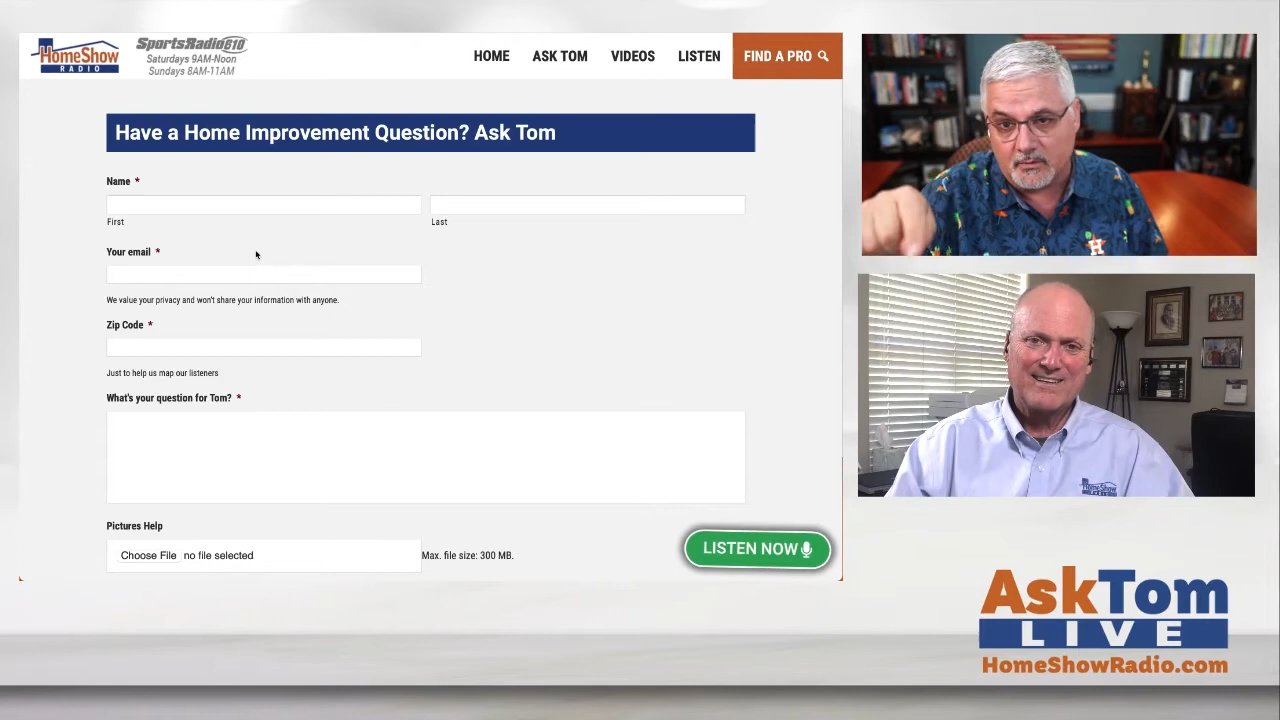 HomeShow
RADIO
SportsRadio610
Saturdays 9AM-Noon
Sundays 8AM-11AM
HOME ASK TOM VIDEOS LISTEN FIND A PRO
Have a Home Improvement Question? Ask Tom
Name *
First Last
Your email *
We value your privacy and won't share your information with anyone.
Zip Code *
Just to help us map our listeners
What's your question for Tom? *
Pictures Help
Choose File no file selected Max. file size: 300 MB.
LISTEN NOW
H
HomeShow
AskTom
LIVE
HomeShowRadio.com